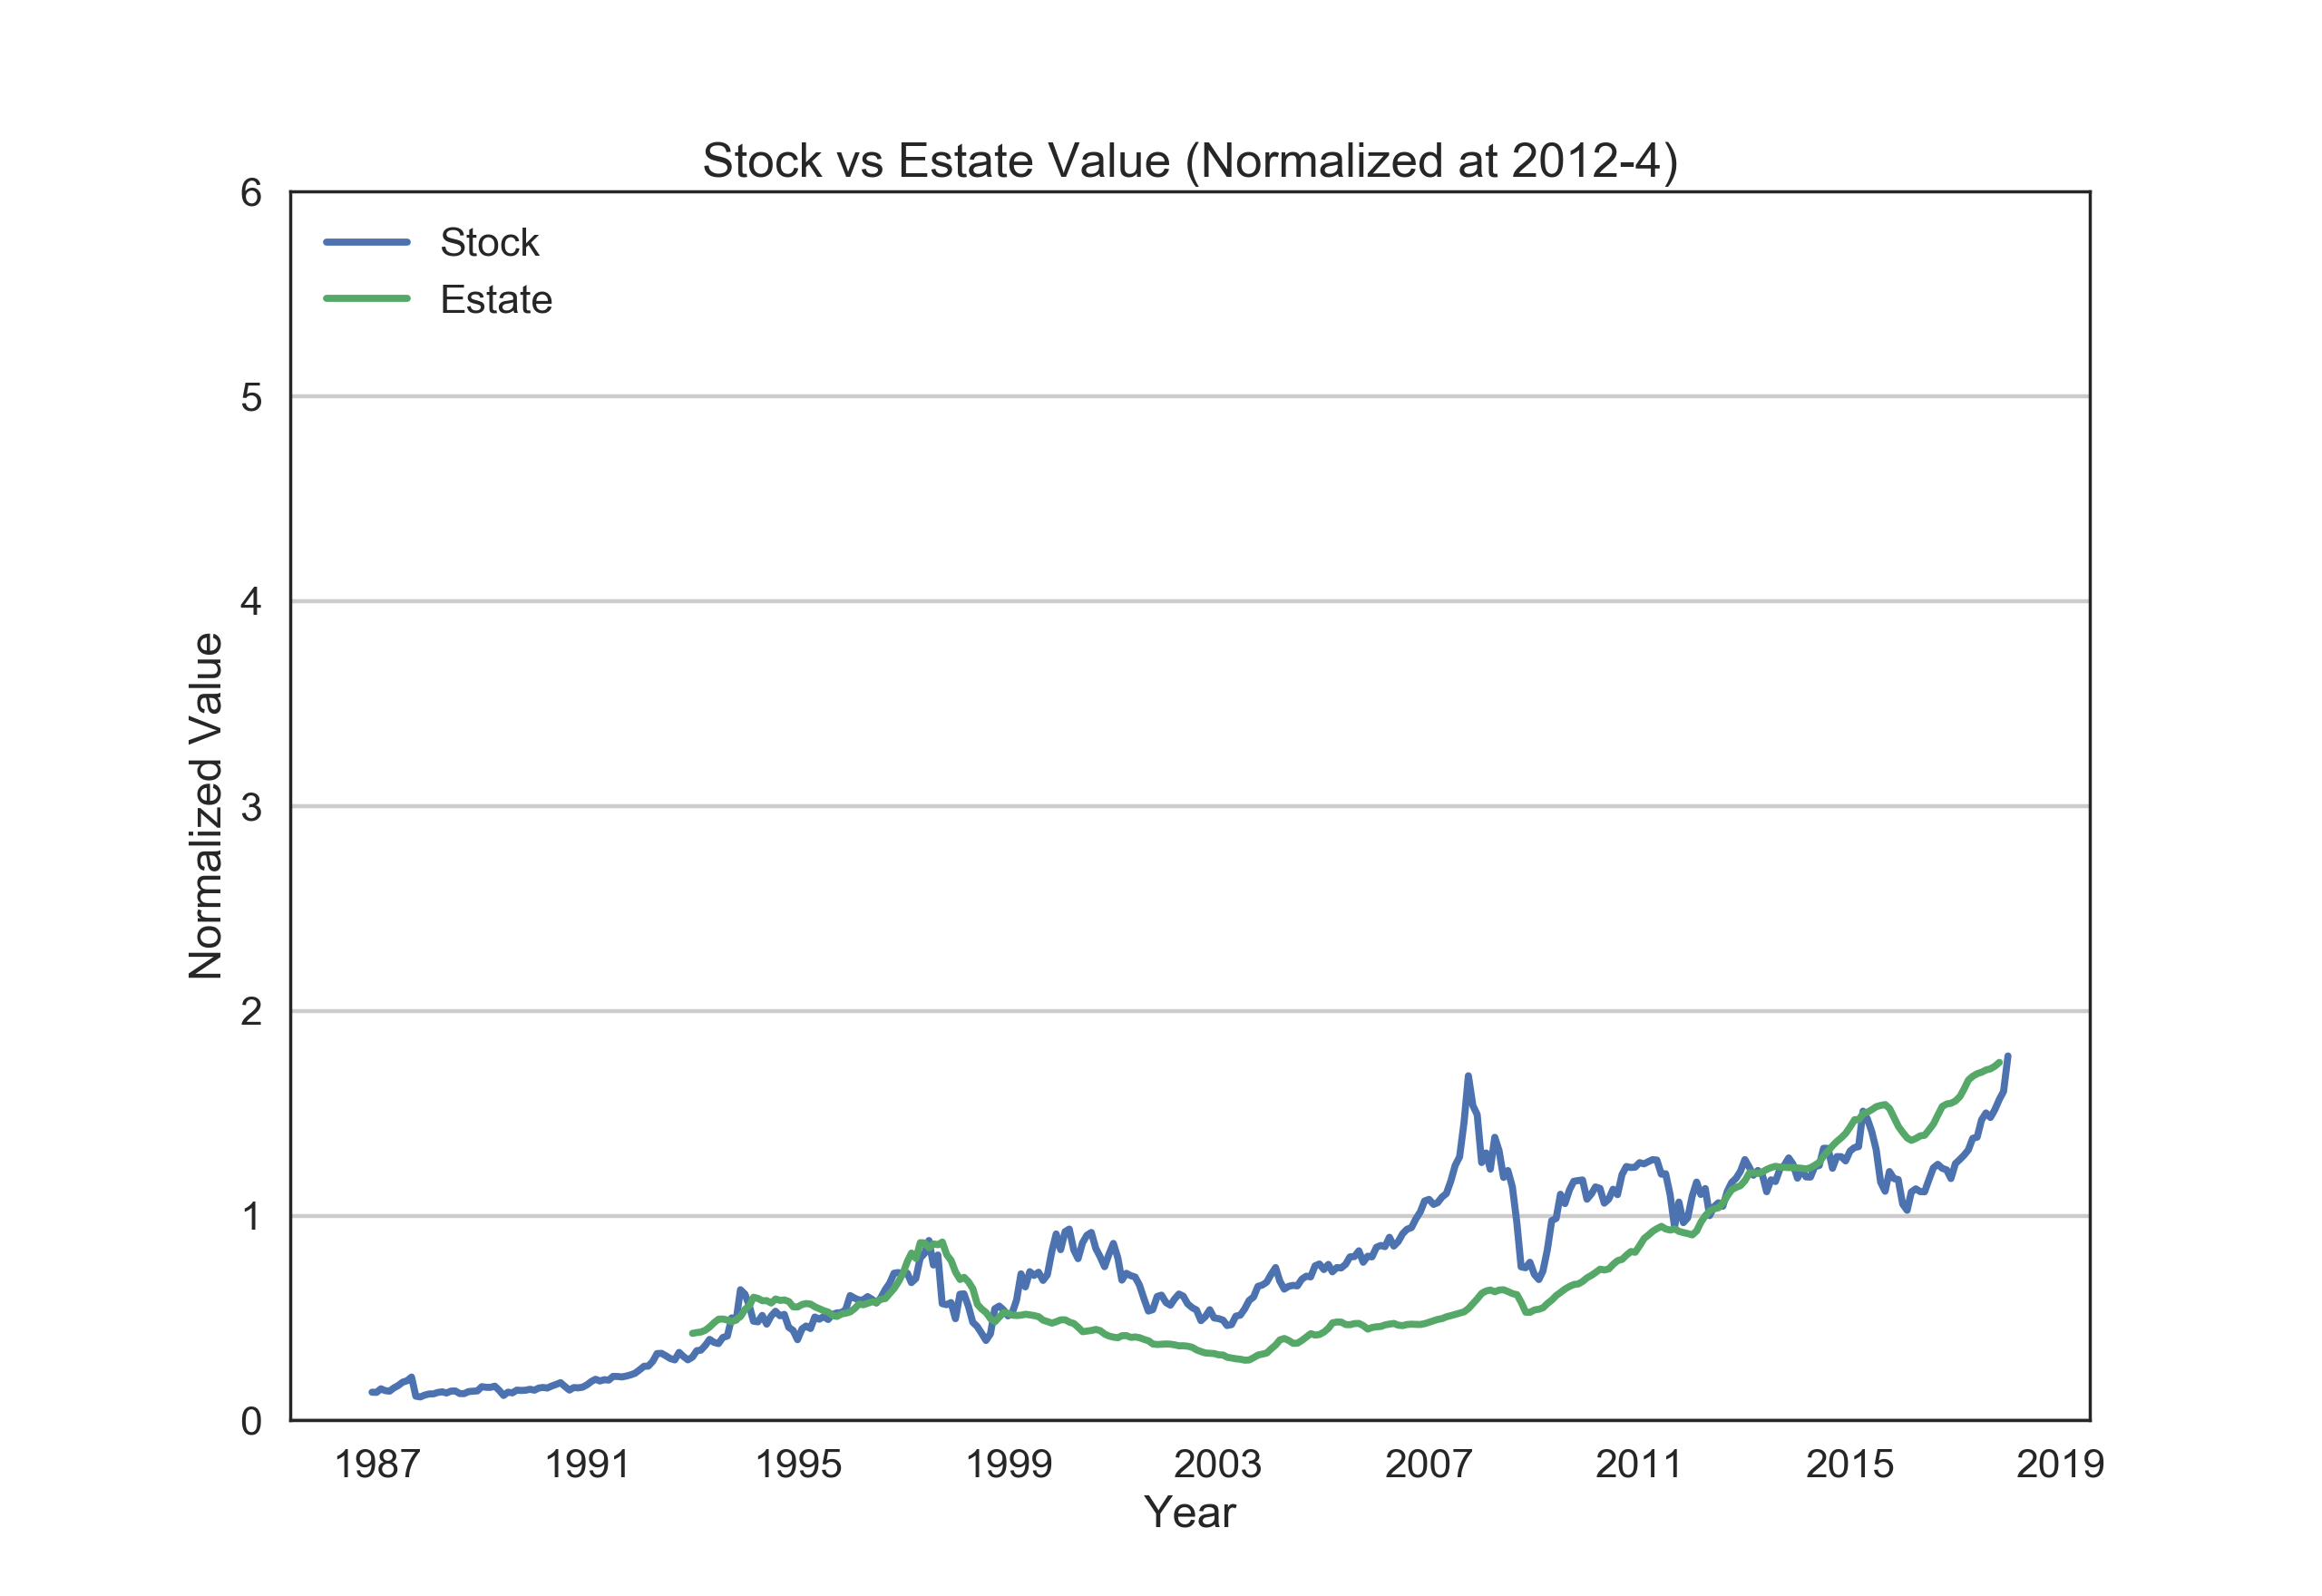 Stock vs Estate Value (Normalized at 2012-4)
6
Stock
Estate
5
4
3
2
1
0
Normalized Value
1987 1991 1995 1999 2003 2007 2011 2015 2019
Year